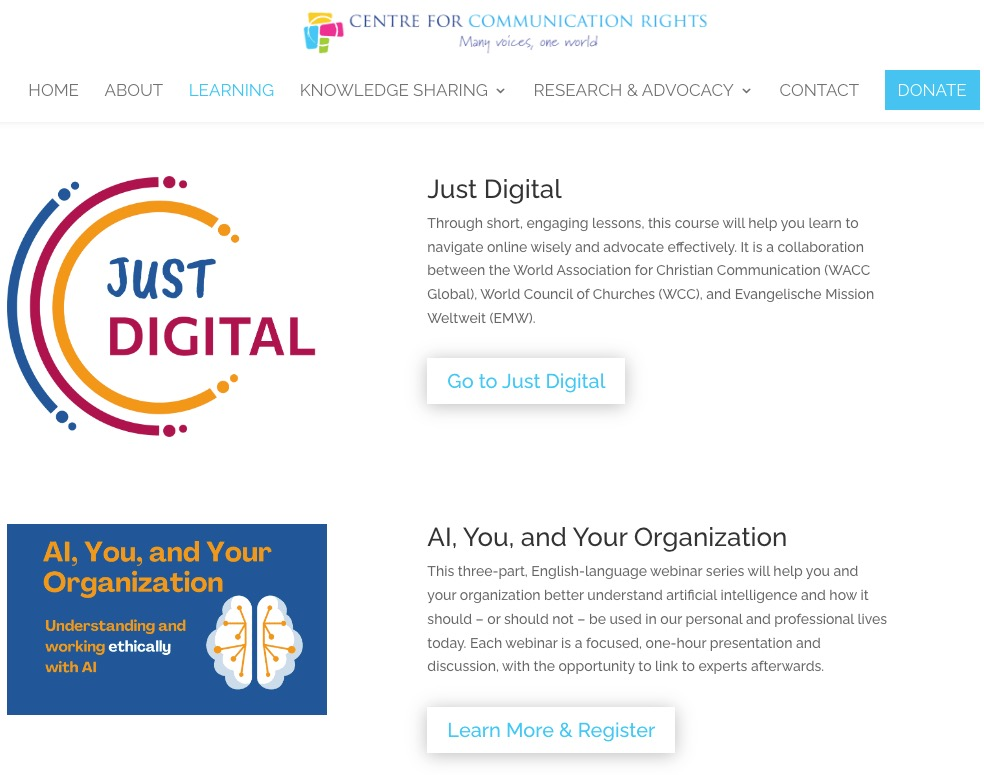 CENTRE FOR COMMUNICATION RIGHTS
Many voices, one world
HOME ABOUT LEARNING KNOWLEDGE SHARING RESEARCH & ADVOCACY CONTACT DONATE
JUST
DIGITAL
Just Digital
Through short, engaging lessons, this course will help you learn to
navigate online wisely and advocate effectively. It is a collaboration
between the World Association for Christian Communication (WACC
Global), World Council of Churches (WCC), and Evangelische Mission
Weltweit (EMW).
Go to Just Digital
AI, You, and Your
Organization
Understanding and
working ethically
with AI
AI, You, and Your Organization
This three-part, English-language webinar series will help you and
your organization better understand artificial intelligence and how it
should – or should not – be used in our personal and professional lives
today. Each webinar is a focused, one-hour presentation and
discussion, with the opportunity to link to experts afterwards.
Learn More & Register